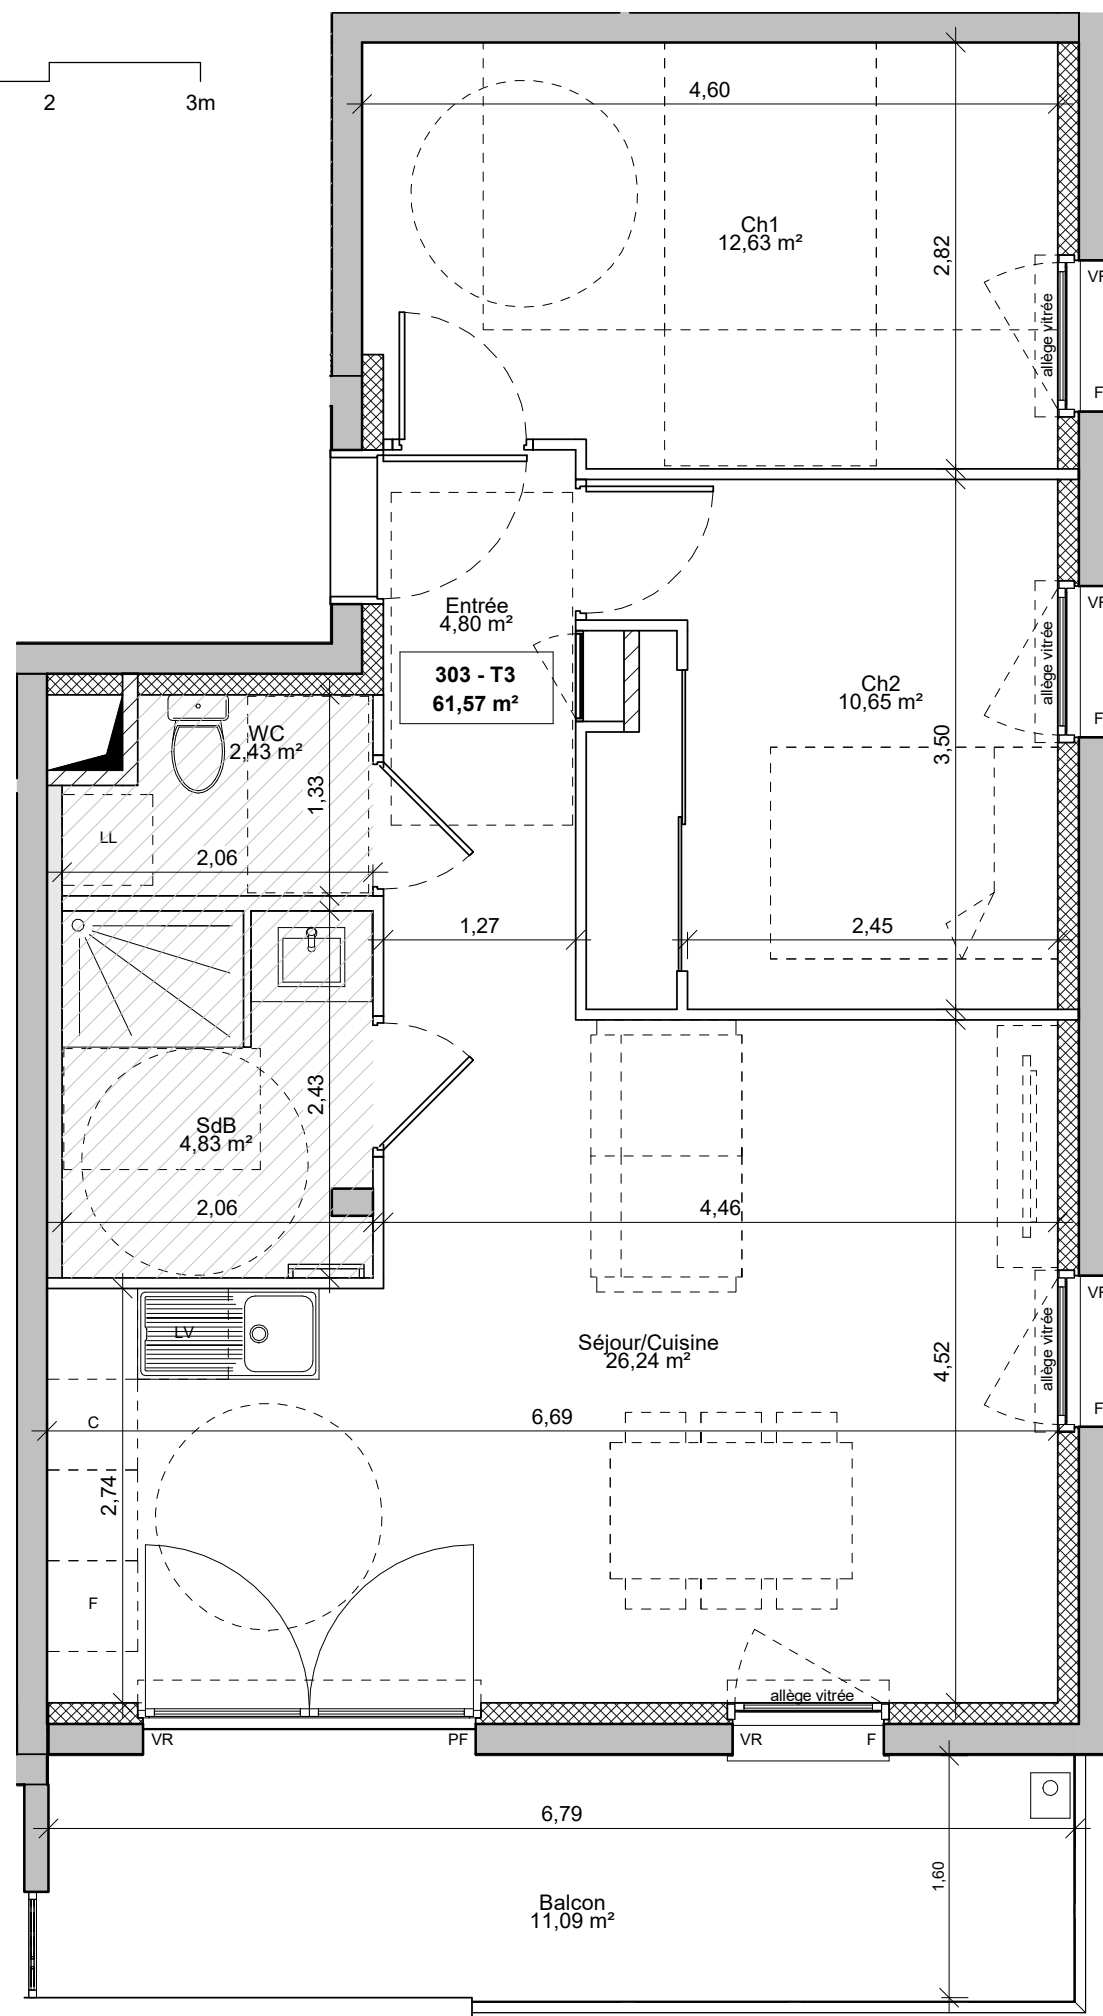 2
3m
4,60
Ch1
12,63 m²
2,82
allège vitrée
F
Entrée
4,80 m²
303 - T3
61,57 m²
Ch2
10,65 m²
3,50
allège vitrée
F
WC
2,43 m²
1,33
LL
2,06
1,27
2,45
2,43
SdB
4,83 m²
2,06
4,46
LV
Séjour/Cuisine
26,24 m²
4,52
allège vitrée
F
C
6,69
2,74
F
allège vitrée
VR
PF
VR
F
6,79
1,60
Balcon
11,09 m²